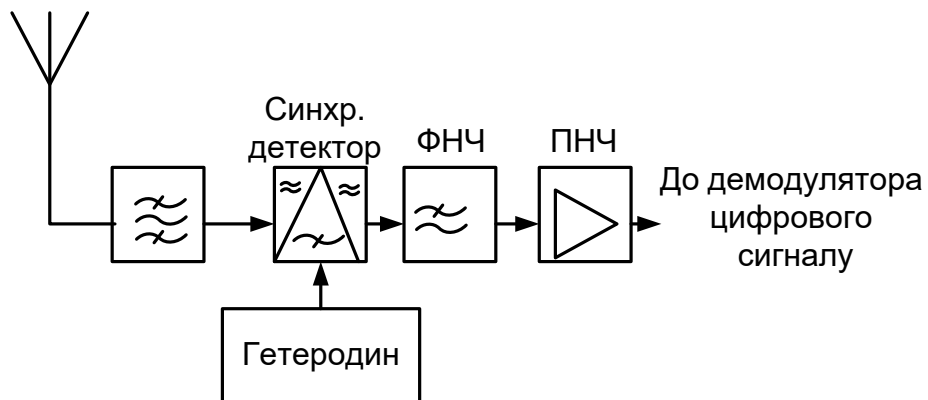 Синхр.
детектор
ФНЧ
ПНЧ
До демодулятора
цифрового
сигналу
Гетеродин